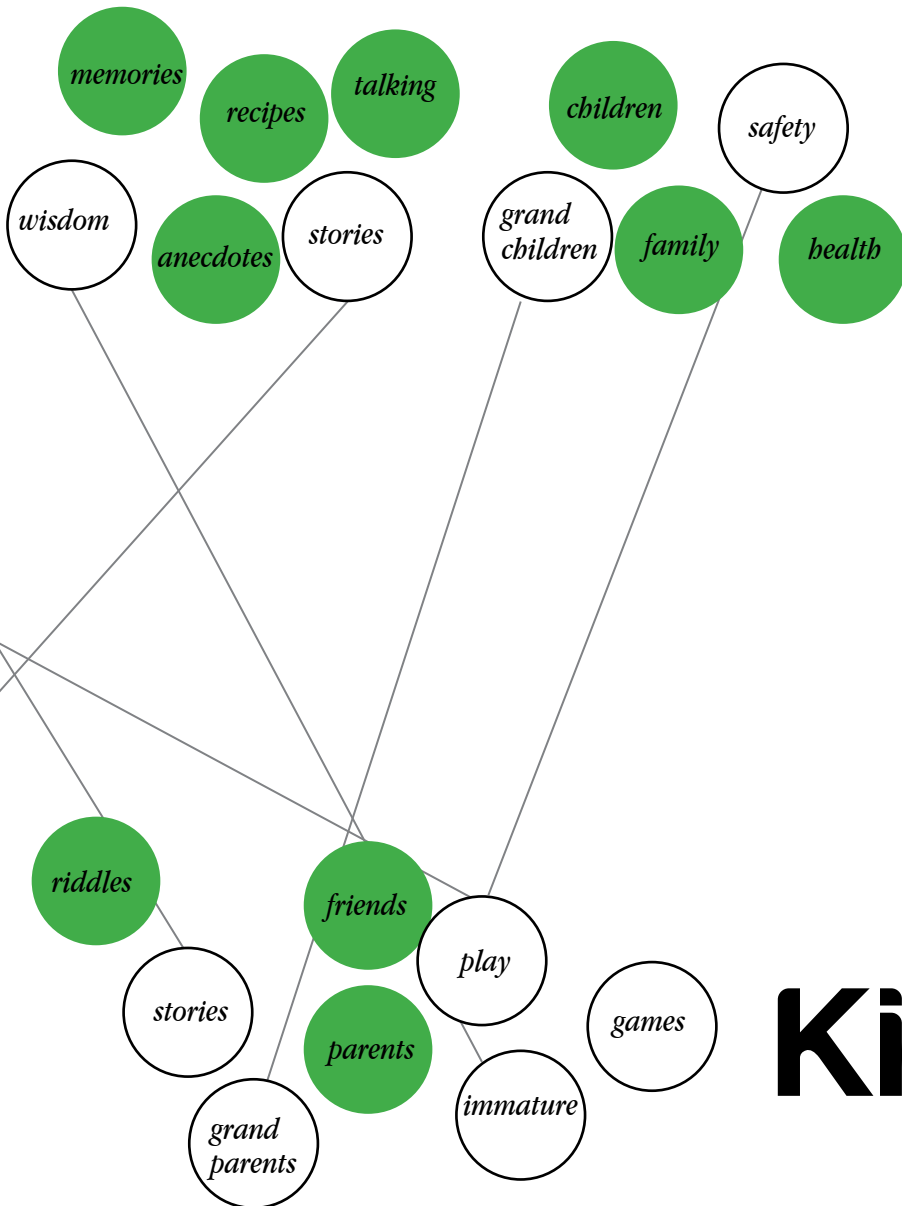 memories
recipes
talking
children
safety
wisdom
anecdotes
stories
grand
children
family
health
riddles
friends
play
stories
parents
games
immature
grand
parents
Ki